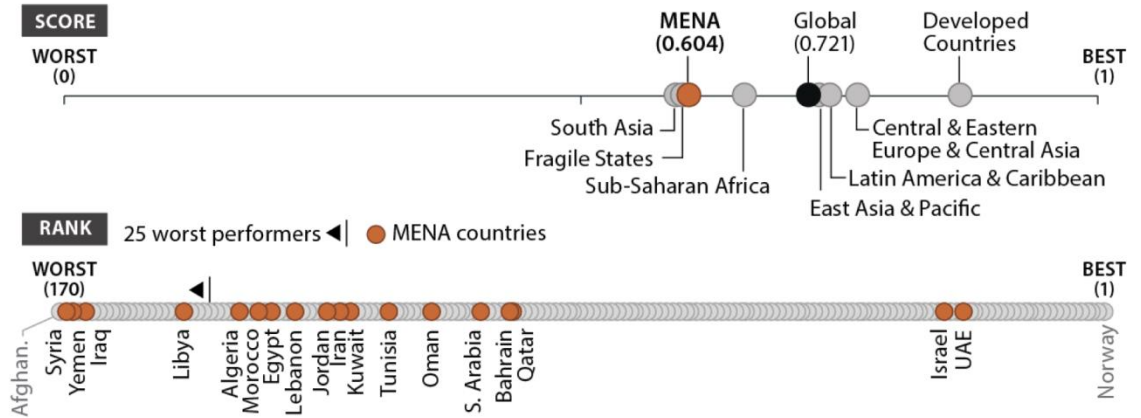 SCORE
WORST
(0)
MENA
(0.604)
Global
(0.721)
Developed
Countries
BEST
(1)
South Asia
Fragile States
Sub-Saharan Africa
Central & Eastern
Europe & Central Asia
Latin America & Caribbean
East Asia & Pacific
RANK
25 worst performers
MENA countries
WORST
(170)
BEST
(1)
Afghan.
Syria
Yemen
Iraq
Libya
Algeria
Morocco
Egypt
Lebanon
Jordan
Iran
Kuwait
Tunisia
Oman
S. Arabia
Bahrain
Qatar
Israel
UAE
Norway